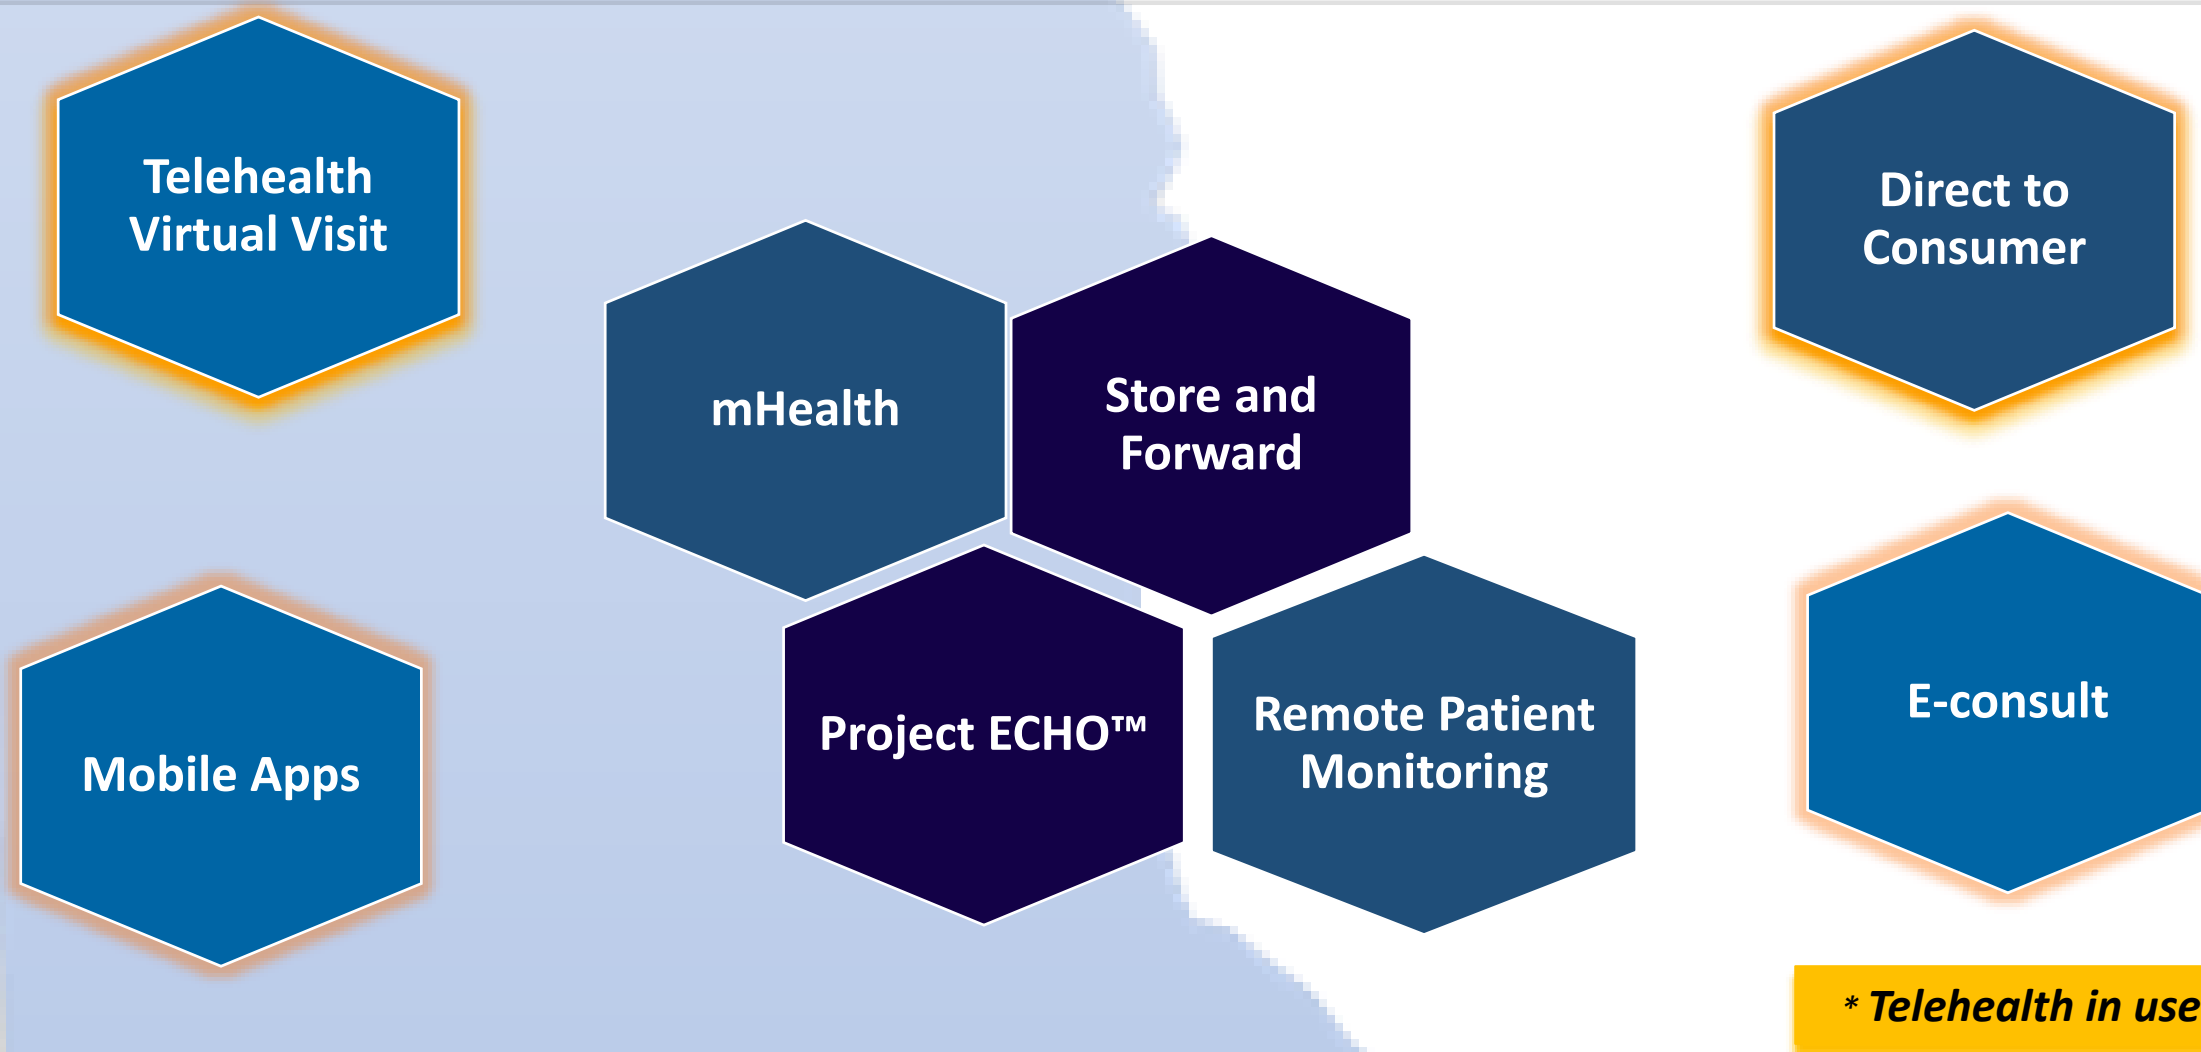 Telehealth
Virtual Visit
Direct to
Consumer
mHealth
Store and
Forward
Mobile Apps
Project ECHO™
Remote Patient
Monitoring
E-consult
* Telehealth in use